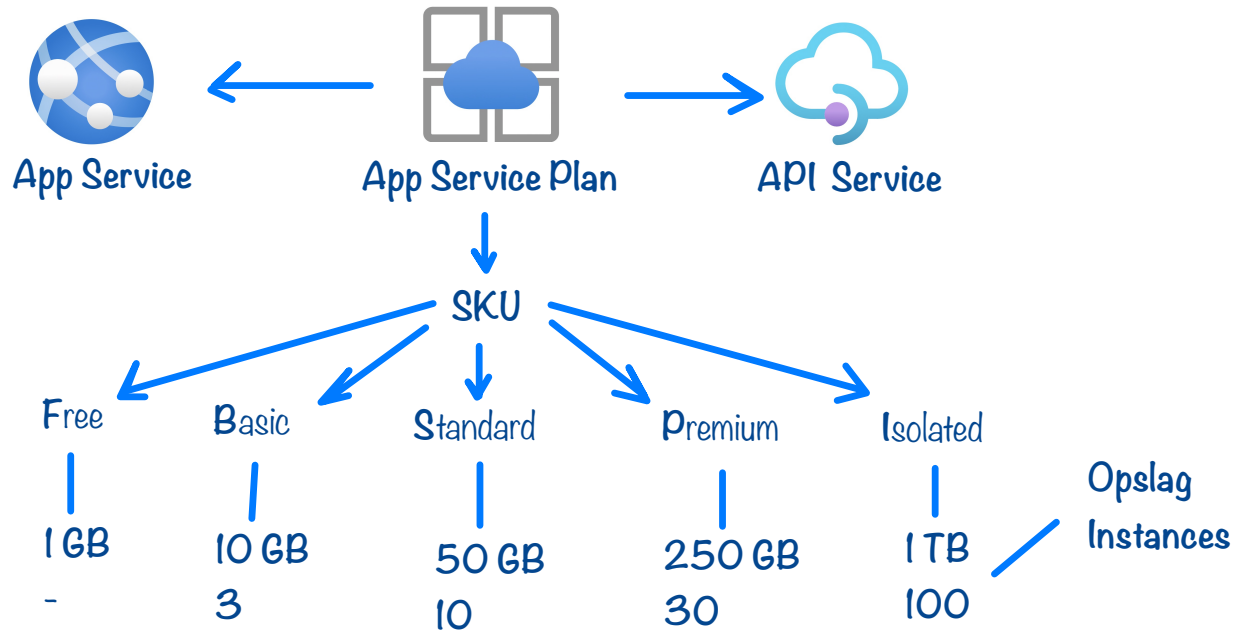 App Service
App Service Plan
API Service
SKU
Free
Basic
Standard
Premium
Isolated
Opslag
Instances
1 GB
10 GB
50 GB
250 GB
1 TB
-
3
10
30
100